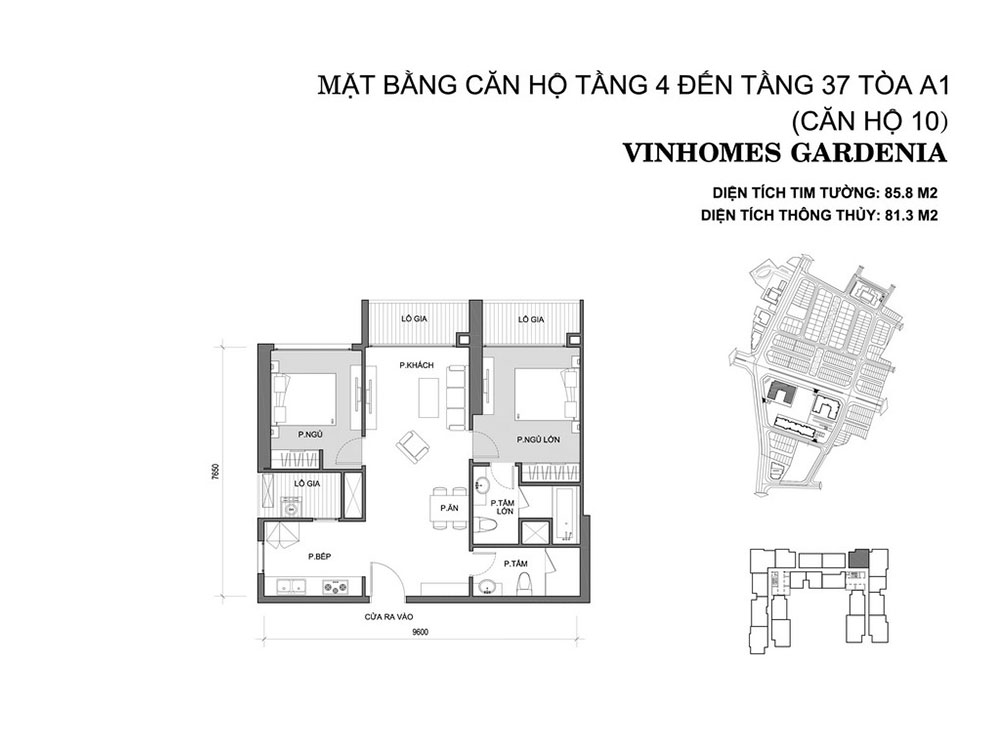 MẶT BẰNG CĂN HỘ TẦNG 4 ĐẾN TẦNG 37 TÒA A1
(CĂN HỘ 10)
VINHOMES GARDENIA
DIỆN TÍCH TIM TƯỜNG: 85.8 M2
DIỆN TÍCH THÔNG THỦY: 81.3 M2
LÔ GIA
LÔ GIA
P.KHÁCH
P.NGỦ
P.NGỦ LỚN
7650
LÔ GIA
P.ĂN
P.TẮM
LỚN
P.BẾP
P.TẮM
CỬA RA VÀO
9600